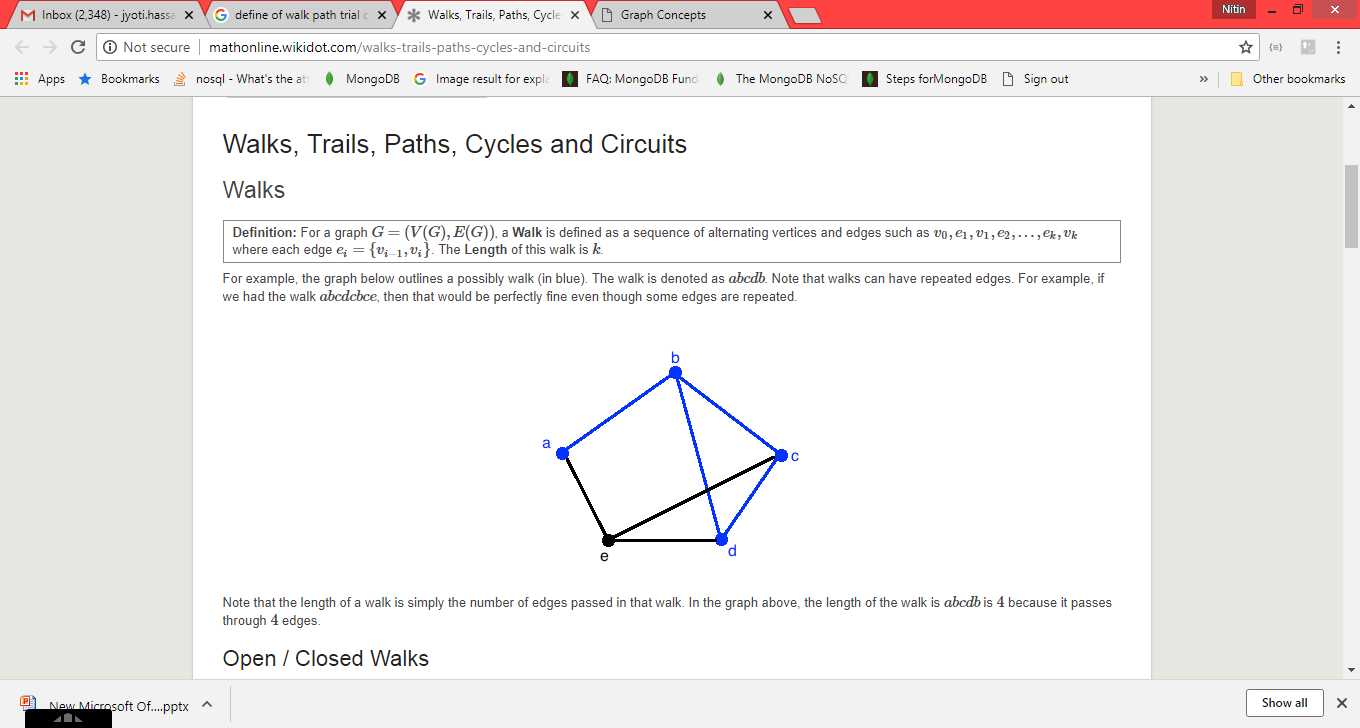 Inbox (2,348) - jyoti.hassa
define of walk path trial c
Walks, Trails, Paths, Cycle
Graph Concepts
Nitin
Not secure
mathonline.wikidot.com/walks-trails-paths-cycles-and-circuits
Apps
Bookmarks
nosql - What's the at
MongoDB
Image result for expla
FAQ: MongoDB Fund
The MongoDB NoSQ
Steps forMongoDB
Sign out
»
Other bookmarks
Walks, Trails, Paths, Cycles and Circuits
Walks
Definition: For a graph G = (V(G), E(G)), a Walk is defined as a sequence of alternating vertices and edges such as v₀, e₁, v₁, e₂, . . . , eₖ, vₖ
where each edge eᵢ = {vᵢ₋₁, vᵢ}. The Length of this walk is k.
For example, the graph below outlines a possibly walk (in blue). The walk is denoted as abcdb. Note that walks can have repeated edges. For example, if
we had the walk abcdcbce, then that would be perfectly fine even though some edges are repeated.
b
a
c
e
d
Note that the length of a walk is simply the number of edges passed in that walk. In the graph above, the length of the walk is abcdb is 4 because it passes
through 4 edges.
Open / Closed Walks
New Microsoft Of....pptx
Show all